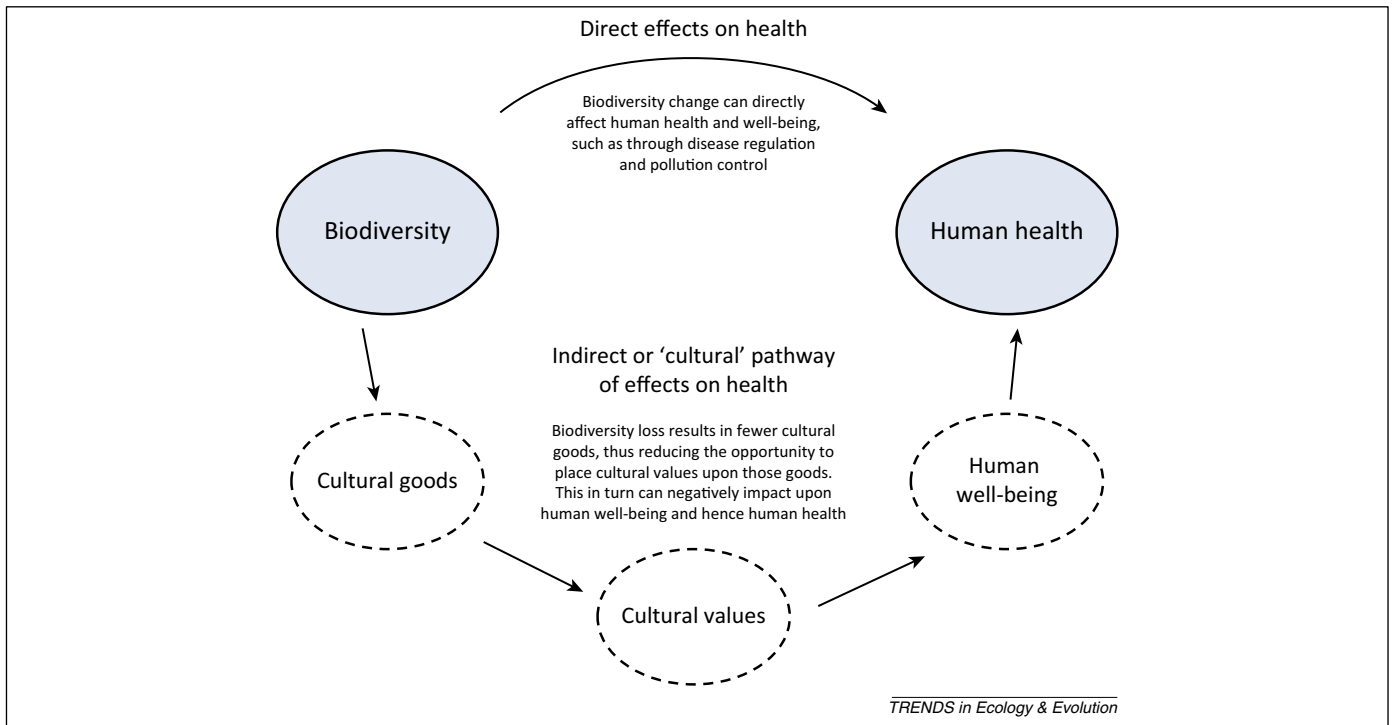 Direct effects on health
Biodiversity change can directly
affect human health and well-being,
such as through disease regulation
and pollution control
Biodiversity
Human health
Indirect or ‘cultural’ pathway
of effects on health
Biodiversity loss results in fewer cultural
goods, thus reducing the opportunity to
place cultural values upon those goods.
This in turn can negatively impact upon
human well-being and hence human health
Cultural goods
Human
well-being
Cultural values
TRENDS in Ecology & Evolution